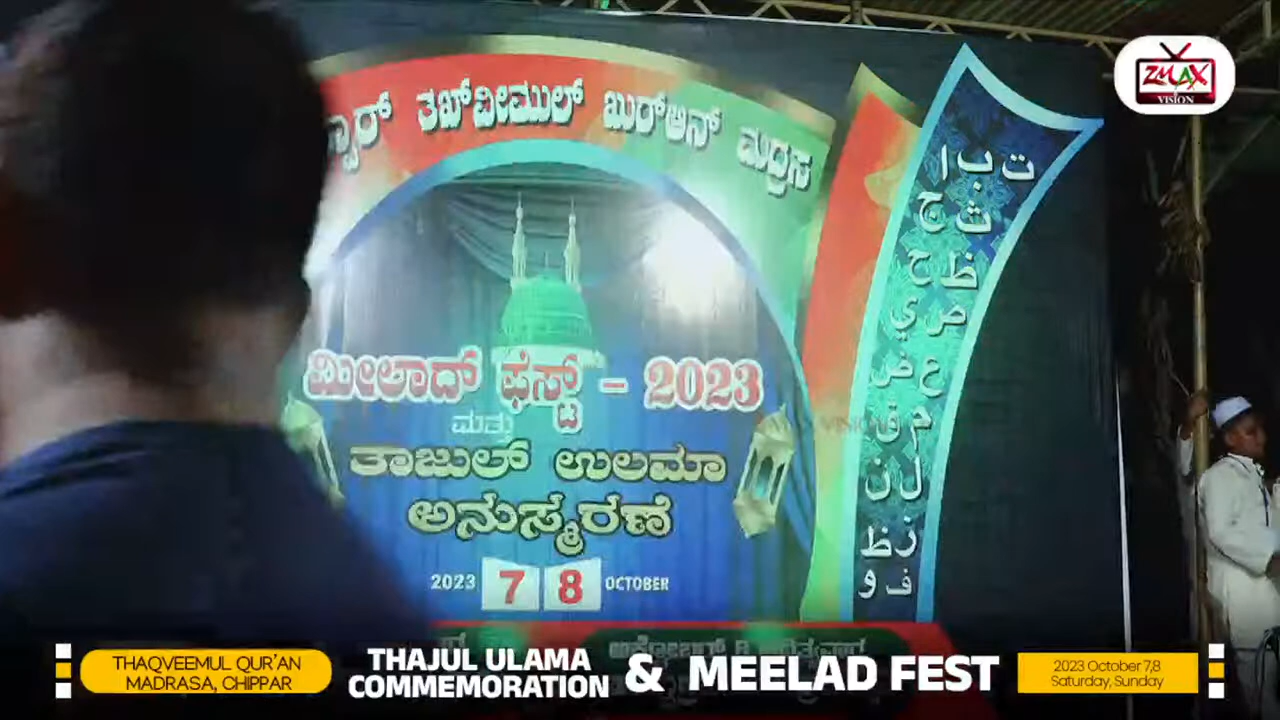 ZMAX
VISION
ತಖ್‌ವೀಮುಲ್ ಖುರ್‌ಆನ್ ಮದ್ರಸ
ಮೀಲಾದ್ ಫೆಸ್ಟ್ - 2023
ಮತ್ತು
ತಾಜುಲ್ ಉಲಮಾ
ಅನುಸ್ಮರಣೆ
2023 7 8 OCTOBER
ا ب ت
ج ث
ح ظ
ي ص
ض ع
ق م
ن ل
ظ ز
و ف
THAQVEEMUL QUR'AN
MADRASA, CHIPPAR
THAJUL ULAMA
COMMEMORATION
& MEELAD FEST
2023 October 7,8
Saturday, Sunday